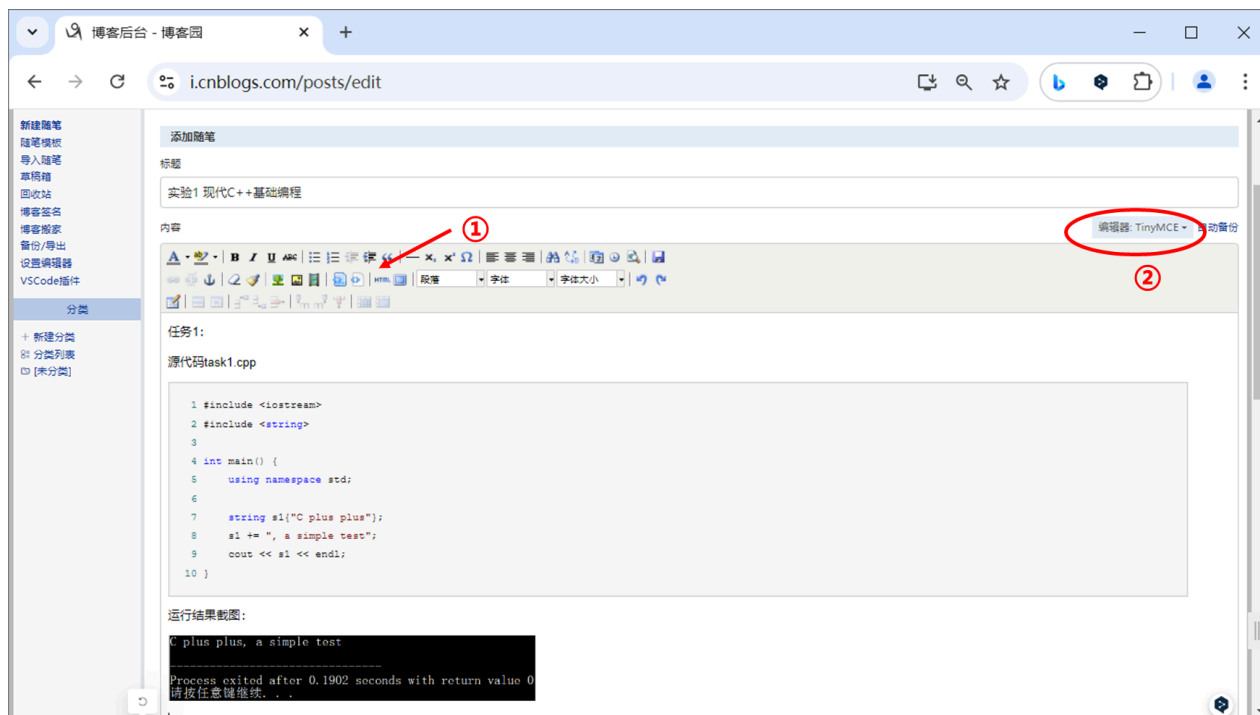 博客后台 - 博客园
i.cnblogs.com/posts/edit
新建随笔
随笔模板
导入随笔
草稿箱
回收站
博客签名
博客搬家
备份/导出
设置编辑器
VSCode插件
分类
新建分类
分类列表
[未分类]
添加随笔
标题
实验1 现代C++基础编程
内容
①
编辑器: TinyMCE
自动备份
②
A B I U ABC x, x² Ω
HTML 段落 字体 字体大小
任务1:
源代码task1.cpp
1 #include <iostream>
2 #include <string>
3
4 int main() {
5 using namespace std;
6
7 string s1{"C plus plus"};
8 s1 += ", a simple test";
9 cout << s1 << endl;
10 }
运行结果截图:
C plus plus, a simple test
--------------------------------
Process exited after 0.1902 seconds with return value 0
请按任意键继续. . .